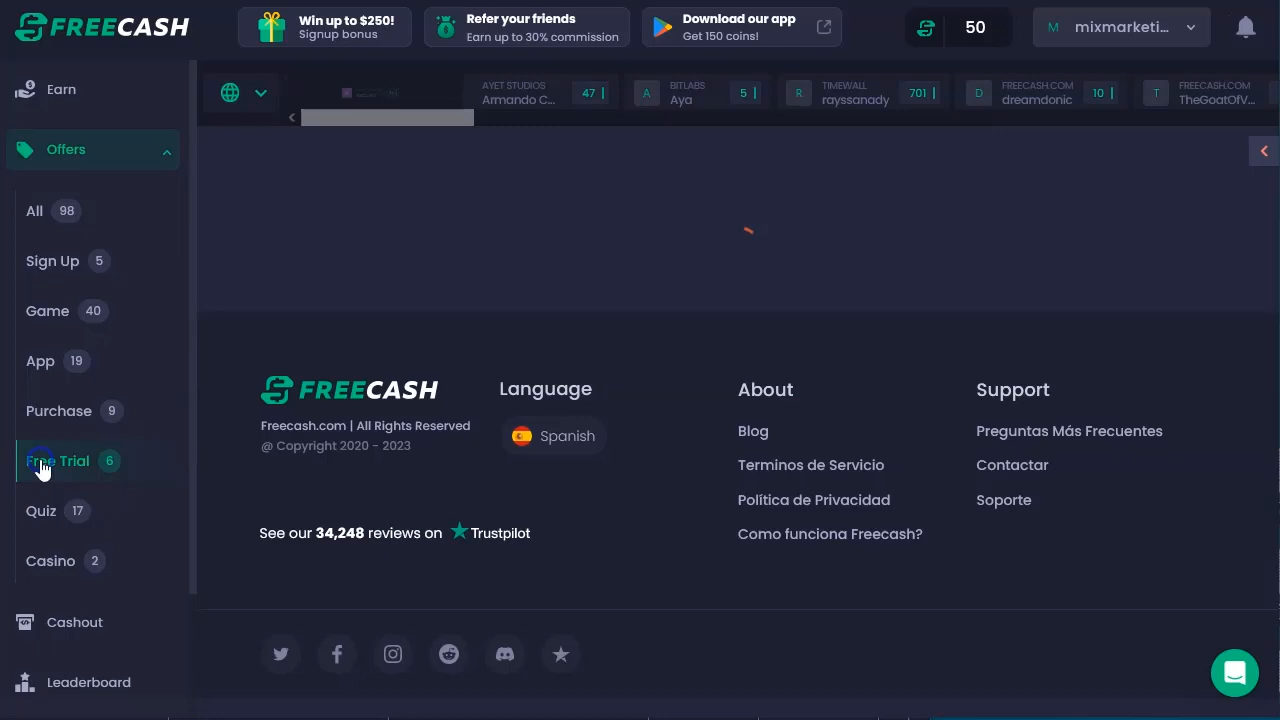 FREECASH
Win up to $250!
Signup bonus
Refer your friends
Earn up to 30% commission
Download our app
Get 150 coins!
50
M mixmarketi...
Earn
Offers
All 98
Sign Up 5
Game 40
App 19
Purchase 9
Free Trial 6
Quiz 17
Casino 2
Cashout
Leaderboard
AYET STUDIOS
Armando C...
47
A
BITLABS
Aya
5
R
TIMEWALL
rayssanady
701
D
FREECASH.COM
dreamdonic
10
T
FREECASH.COM
TheGoatOfV...
FREECASH
Freecash.com | All Rights Reserved
@ Copyright 2020 - 2023
See our 34,248 reviews on Trustpilot
Language
Spanish
About
Blog
Terminos de Servicio
Política de Privacidad
Como funciona Freecash?
Support
Preguntas Más Frecuentes
Contactar
Soporte